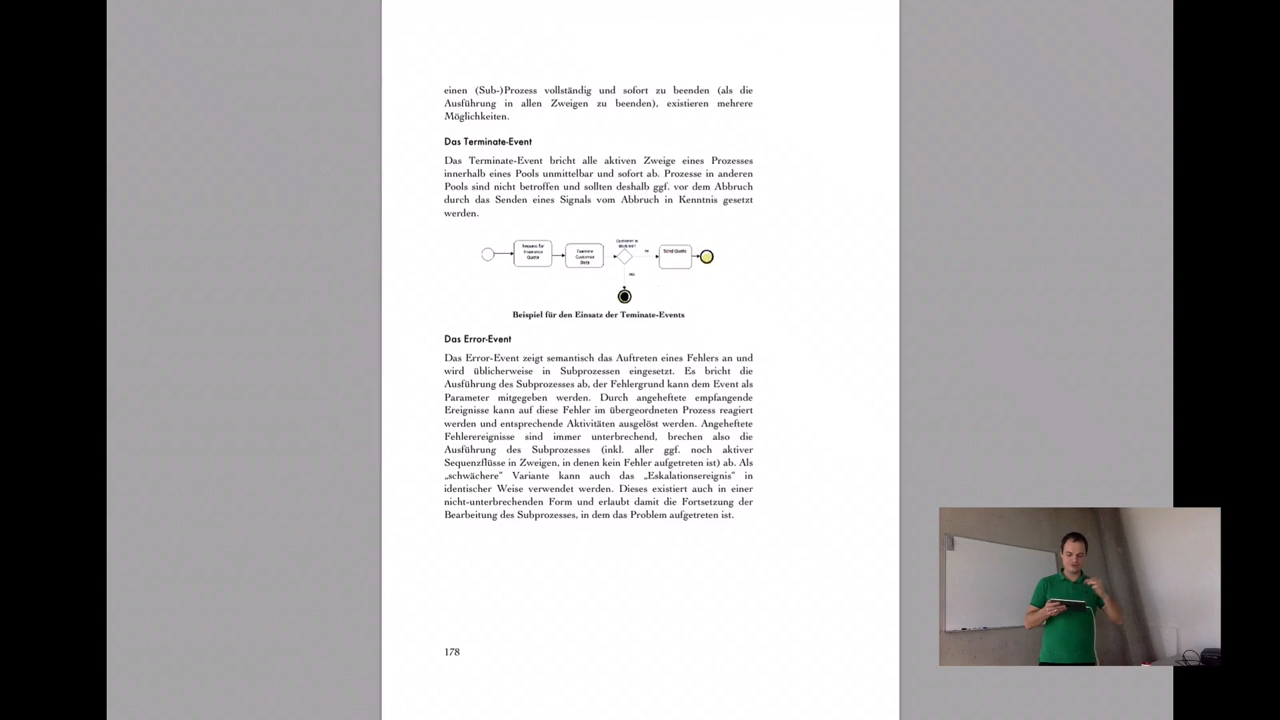 einen (Sub-)Prozess vollständig und sofort zu beenden (als die
Ausführung in allen Zweigen zu beenden), existieren mehrere
Möglichkeiten.
Das Terminate-Event
Das Terminate-Event bricht alle aktiven Zweige eines Prozesses
innerhalb eines Pools unmittelbar und sofort ab. Prozesse in anderen
Pools sind nicht betroffen und sollten deshalb ggf. vor dem Abbruch
durch das Senden eines Signals vom Abbruch in Kenntnis gesetzt
werden.
Customer
Quote
Customer
Data
Send Quote
Beispiel für den Einsatz der Teminate-Events
Das Error-Event
Das Error-Event zeigt semantisch das Auftreten eines Fehlers an und
wird üblicherweise in Subprozessen eingesetzt. Es bricht die
Ausführung des Subprozesses ab, der Fehlergrund kann dem Event als
Parameter mitgegeben werden. Durch angeheftete empfangende
Ereignisse kann auf diese Fehler im übergeordneten Prozess reagiert
werden und entsprechende Aktivitäten ausgelöst werden. Angeheftete
Fehlerereignisse sind immer unterbrechend, brechen also die
Ausführung des Subprozesses (inkl. aller ggf. noch aktiver
Sequenzflüsse in Zweigen, in denen kein Fehler aufgetreten ist) ab. Als
„schwächere“ Variante kann auch das „Eskalationsereignis“ in
identischer Weise verwendet werden. Dieses existiert auch in einer
nicht-unterbrechenden Form und erlaubt damit die Fortsetzung der
Bearbeitung des Subprozesses, in dem das Problem aufgetreten ist.
178